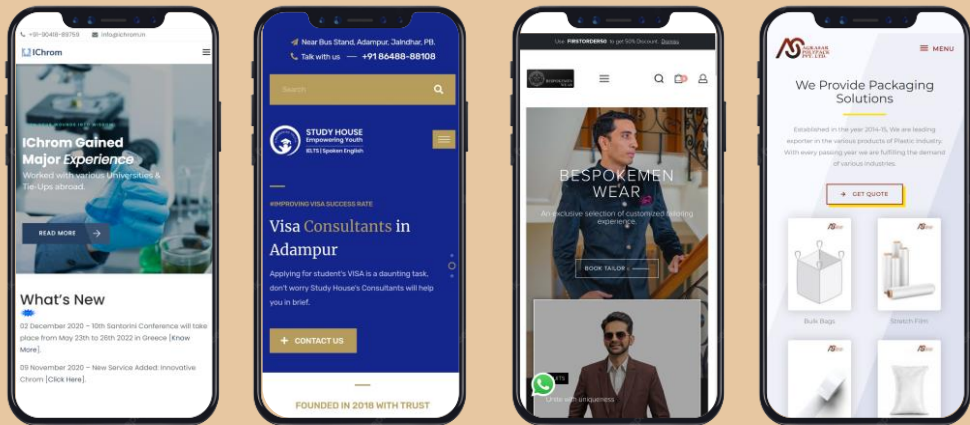 +91-90418-89759 info@ichrom.in
IChrom
IChrom Gained
Major Experience
Worked with various Universities &
Tie-Ups abroad.
READ MORE →
What's New
02 December 2020 – 10th Santorini Conference will take
place from May 23th to 26th 2022 in Greece [Know
More].
09 November 2020 – New Service Added: Innovative
Chrom [Click Here].
Near Bus Stand, Adampur, Jalndhar, PB.
Talk with us — +91 86488-88108
Search
STUDY HOUSE
Empowering Youth
IELTS | Spoken English
#IMPROVING VISA SUCCESS RATE
Visa Consultants in
Adampur
Applying for student's VISA is a daunting task,
don't worry Study House's Consultants will help
you in brief.
+ CONTACT US
FOUNDED IN 2018 WITH TRUST
Use FIRSTORDER50 to get 50% Discount Dismiss
BESPOKEMEN
WEAR
An exclusive selection of customized tailoring
experience.
BOOK TAILOR
Unite with uniqueness
AGRASAR
POLYPACK
PVT. LTD.
MENU
We Provide Packaging
Solutions
Established in the year 2014-15, We are leading
exporter in the various products of Plastic Industry.
With every passing year we are fulfilling the demand
of various industries.
→ GET QUOTE
Bulk Bags
Stretch Film